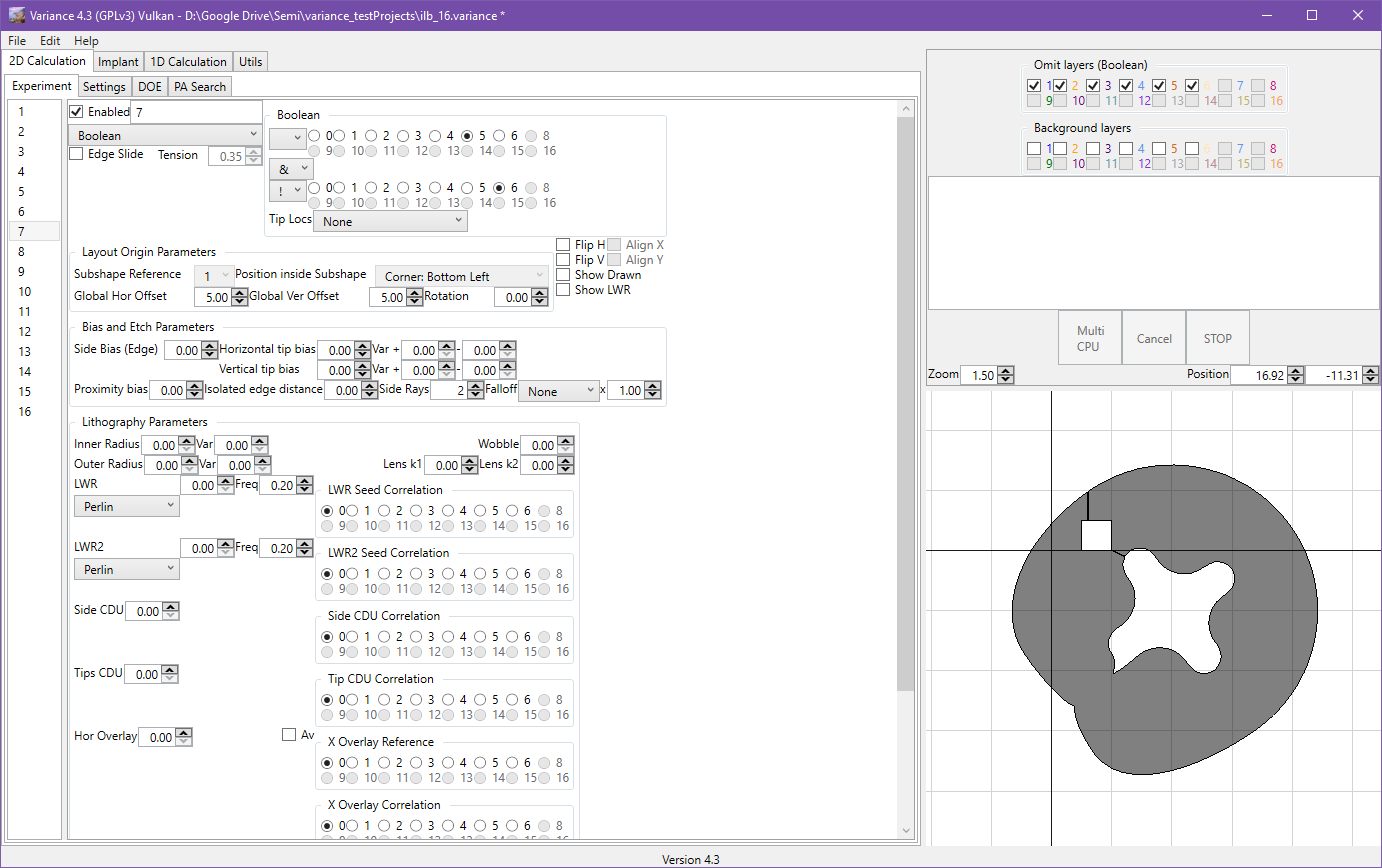 Variance 4.3 (GPLv3) Vulkan - D:\Google Drive\Semi\variance_testProjects\ilb_16.variance *
File Edit Help
2D Calculation Implant 1D Calculation Utils
Experiment Settings DOE PA Search
1
2
3
4
5
6
7
8
9
10
11
12
13
14
15
16
Enabled 7
Boolean
Edge Slide Tension 0.35
Boolean
0 1 2 3 4 5 6 8
9 10 11 12 13 14 15 16
&
! 0 1 2 3 4 5 6 8
9 10 11 12 13 14 15 16
Tip Locs None
Layout Origin Parameters
Subshape Reference 1 Position inside Subshape Corner: Bottom Left
Global Hor Offset 5.00 Global Ver Offset 5.00 Rotation 0.00
Flip H Align X
Flip V Align Y
Show Drawn
Show LWR
Bias and Etch Parameters
Side Bias (Edge) 0.00 Horizontal tip bias 0.00 Var + 0.00 - 0.00
Vertical tip bias 0.00 Var + 0.00 - 0.00
Proximity bias 0.00 Isolated edge distance 0.00 Side Rays 2 Falloff None x 1.00
Lithography Parameters
Inner Radius 0.00 Var 0.00 Wobble 0.00
Outer Radius 0.00 Var 0.00 Lens k1 0.00 Lens k2 0.00
LWR 0.00 Freq 0.20
Perlin
LWR Seed Correlation
0 1 2 3 4 5 6 8
9 10 11 12 13 14 15 16
LWR2 0.00 Freq 0.20
Perlin
LWR2 Seed Correlation
0 1 2 3 4 5 6 8
9 10 11 12 13 14 15 16
Side CDU 0.00
Side CDU Correlation
0 1 2 3 4 5 6 8
9 10 11 12 13 14 15 16
Tips CDU 0.00
Tip CDU Correlation
0 1 2 3 4 5 6 8
9 10 11 12 13 14 15 16
Hor Overlay 0.00 Av
X Overlay Reference
0 1 2 3 4 5 6 8
9 10 11 12 13 14 15 16
X Overlay Correlation
0 1 2 3 4 5 6 8
Omit layers (Boolean)
1 2 3 4 5 6 7 8
9 10 11 12 13 14 15 16
Background layers
1 2 3 4 5 6 7 8
9 10 11 12 13 14 15 16
Multi CPU
Cancel
STOP
Zoom 1.50 Position 16.92 -11.31
Version 4.3